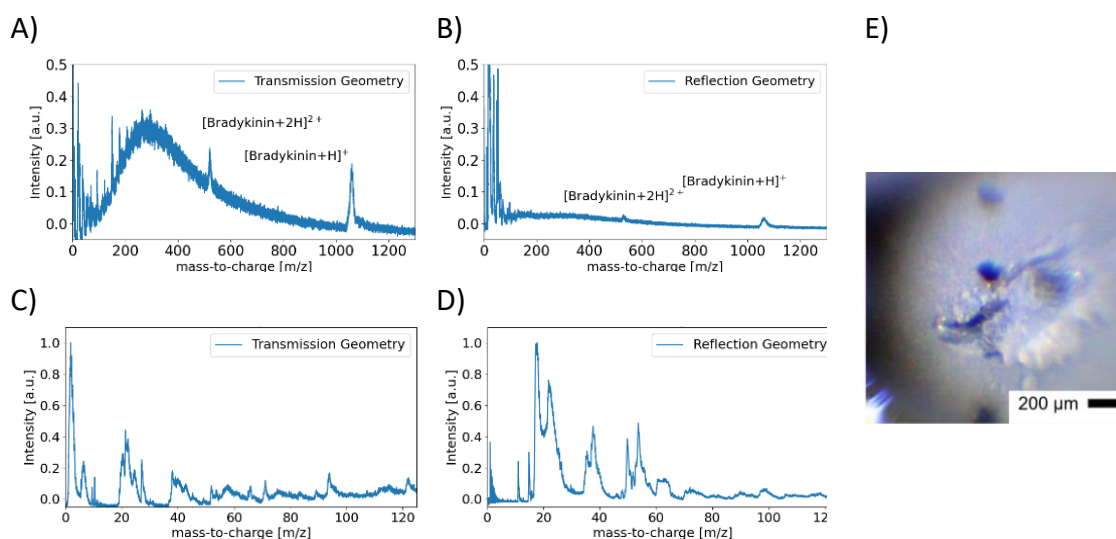 A)
B)
E)
0.5
0.4
0.3
0.2
0.1
0.0
Intensity [a.u.]
Transmission Geometry
[Bradykinin+2H]²⁺
[Bradykinin+H]⁺
0 200 400 600 800 1000 1200
mass-to-charge [m/z]
0.5
0.4
0.3
0.2
0.1
0.0
Intensity [a.u.]
Reflection Geometry
[Bradykinin+H]⁺
[Bradykinin+2H]²⁺
0 200 400 600 800 1000 1200
mass-to-charge [m/z]
200 μm
C)
D)
1.0
0.8
0.6
0.4
0.2
0.0
Intensity [a.u.]
Transmission Geometry
0 20 40 60 80 100 120
mass-to-charge [m/z]
1.0
0.8
0.6
0.4
0.2
0.0
Intensity [a.u.]
Reflection Geometry
0 20 40 60 80 100
mass-to-charge [m/z]